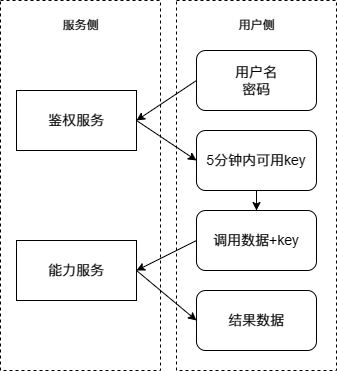 服务侧
用户侧
用户名
密码
鉴权服务
5分钟内可用key
调用数据+key
能力服务
结果数据